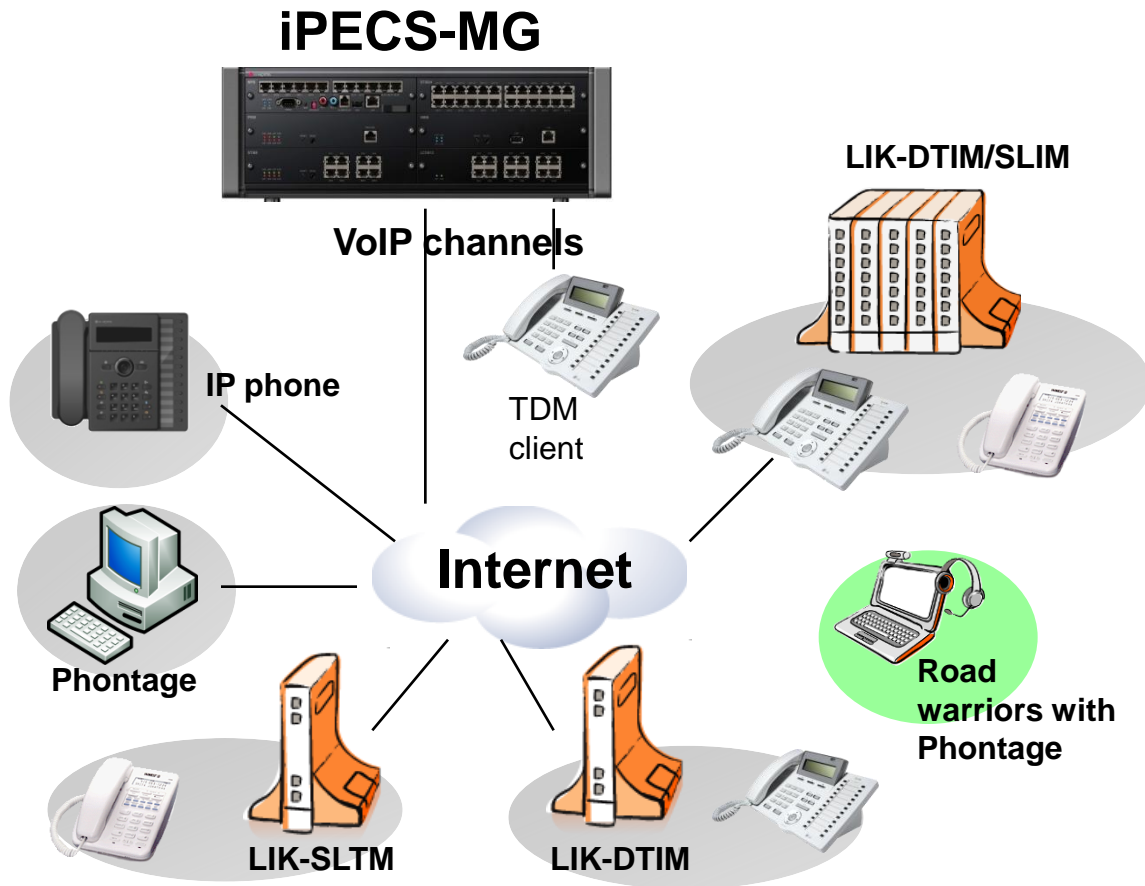 iPECS-MG
LIK-DTIM/SLIM
VoIP channels
IP phone
TDM
client
Internet
Phontage
Road
warriors with
Phontage
LIK-SLTM
LIK-DTIM